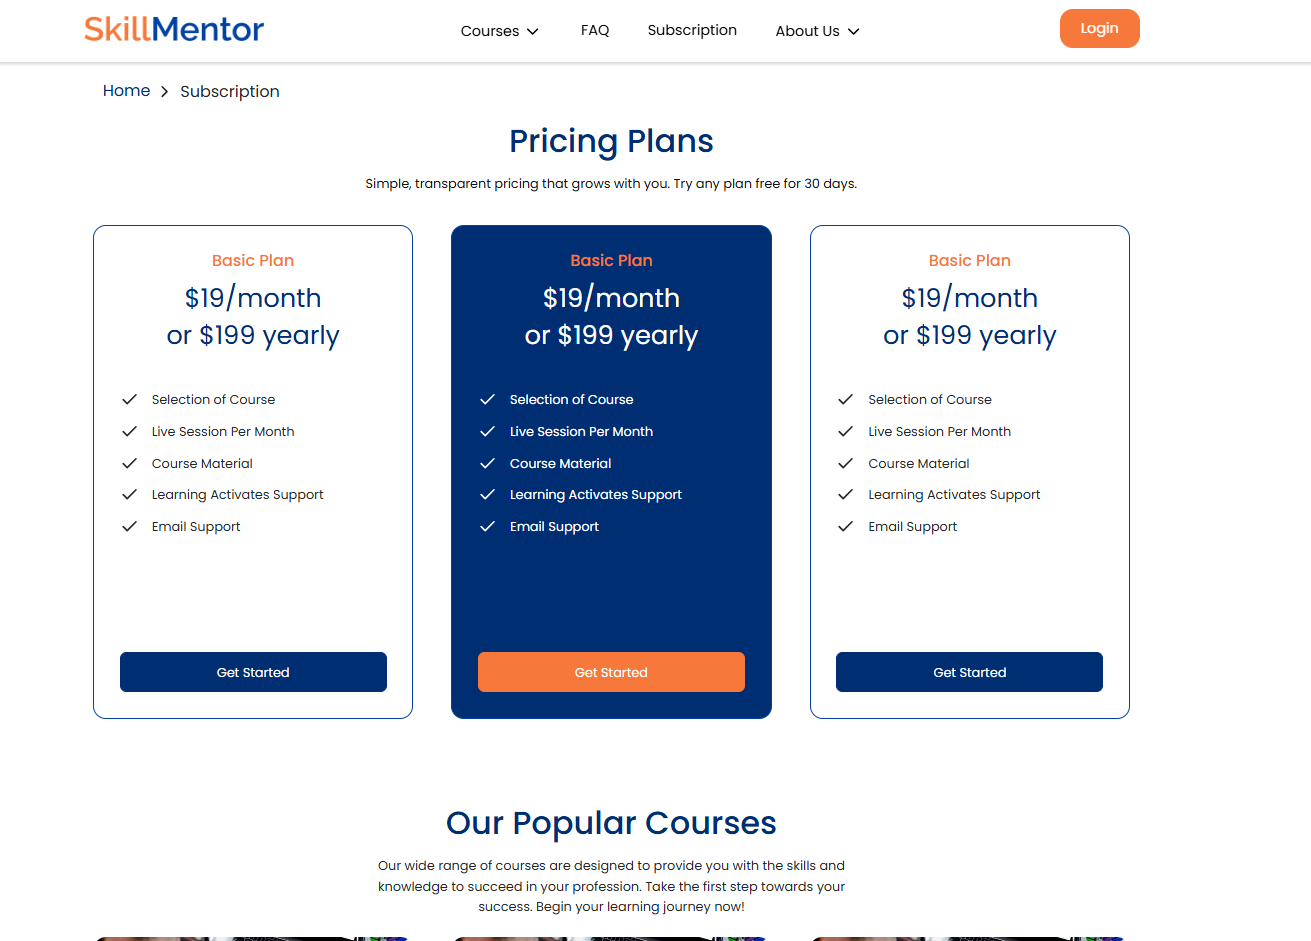 SkillMentor
Courses
FAQ
Subscription
About Us
Login
Home
Subscription
Pricing Plans
Simple, transparent pricing that grows with you. Try any plan free for 30 days.
Basic Plan
$19/month
or $199 yearly
Selection of Course
Live Session Per Month
Course Material
Learning Activates Support
Email Support
Get Started
Basic Plan
$19/month
or $199 yearly
Selection of Course
Live Session Per Month
Course Material
Learning Activates Support
Email Support
Get Started
Basic Plan
$19/month
or $199 yearly
Selection of Course
Live Session Per Month
Course Material
Learning Activates Support
Email Support
Get Started
Our Popular Courses
Our wide range of courses are designed to provide you with the skills and
knowledge to succeed in your profession. Take the first step towards your
success. Begin your learning journey now!